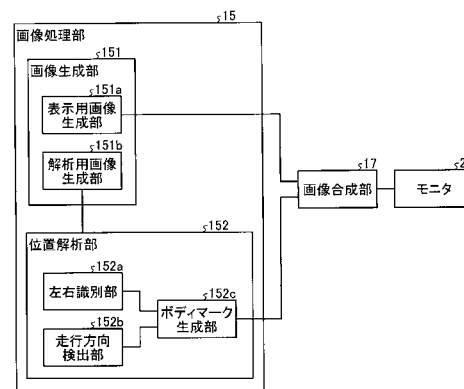 15
画像処理部
151
画像生成部
151a
表示用画像
生成部
151b
解析用画像
生成部
17
画像合成部
2
モニタ
152
位置解析部
152a
左右識別部
152c
ボディマーク
生成部
152b
走行方向
検出部